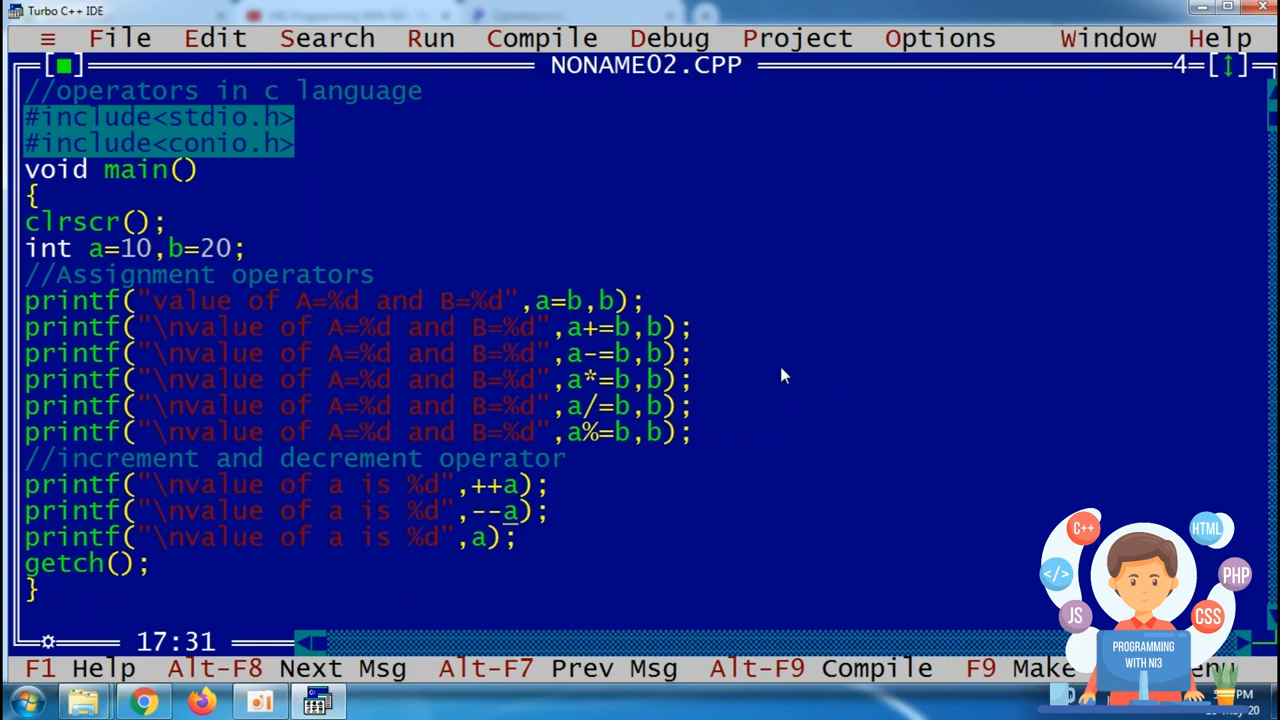 Turbo C++ IDE
≡ File Edit Search Run Compile Debug Project Options Window Help
NONAME02.CPP 4
//operators in c language
#include<stdio.h>
#include<conio.h>
void main()
{
clrscr();
int a=10,b=20;
//Assignment operators
printf("value of A=%d and B=%d",a=b,b);
printf("\nvalue of A=%d and B=%d",a+=b,b);
printf("\nvalue of A=%d and B=%d",a-=b,b);
printf("\nvalue of A=%d and B=%d",a*=b,b);
printf("\nvalue of A=%d and B=%d",a/=b,b);
printf("\nvalue of A=%d and B=%d",a%=b,b);
//increment and decrement operator
printf("\nvalue of a is %d",++a);
printf("\nvalue of a is %d",--a);
printf("\nvalue of a is %d",a);
getch();
}
17:31
F1 Help Alt-F8 Next Msg Alt-F7 Prev Msg Alt-F9 Compile F9 Make
C++
HTML
</>
PHP
JS
CSS
PROGRAMMING
WITH NI3
PM